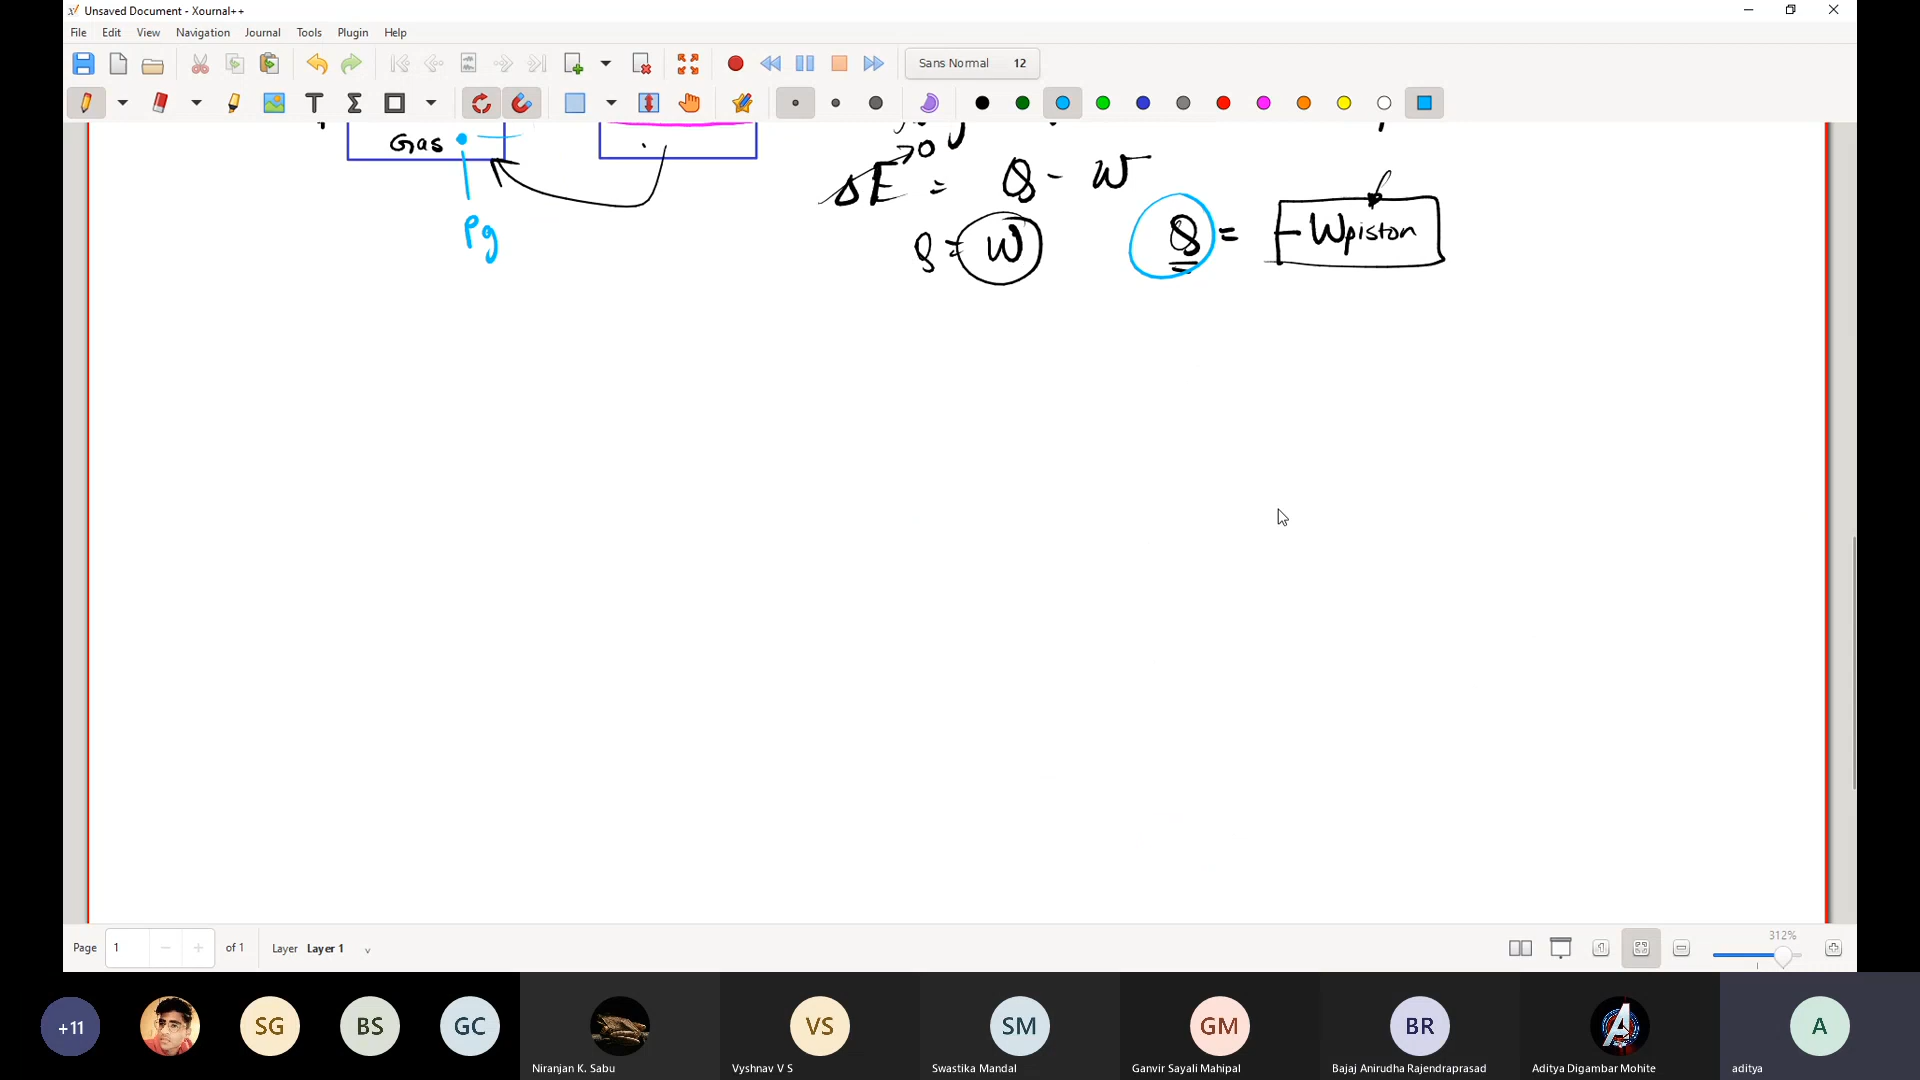 Unsaved Document - Xournal++
File Edit View Navigation Journal Tools Plugin Help
Sans Normal 12
Gas
→0
ΔE = Q - W
Pg
Q = W
Q = -Wpiston
Page 1 of 1 Layer Layer 1
312%
+11 SG BS GC VS SM GM BR A
Niranjan K. Sabu Vyshnav V S Swastika Mandal Ganvir Sayali Mahipal Bajaj Anirudha Rajendraprasad Aditya Digambar Mohite aditya